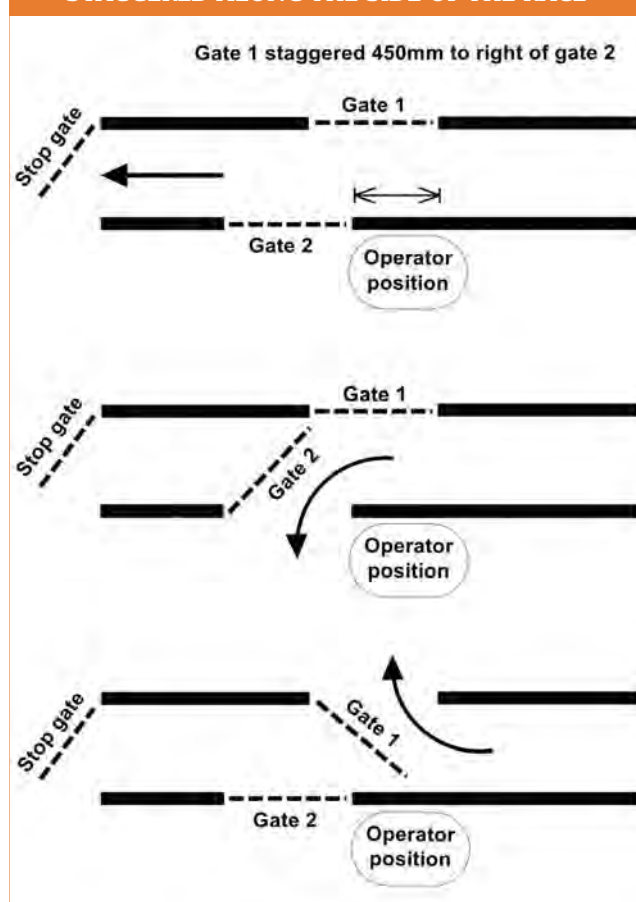 Gate 1 staggered 450mm to right of gate 2
Gate 1
Stop gate
Gate 2
Operator
position
Gate 1
Stop gate
Gate 2
Operator
position
Gate 1
Stop gate
Gate 2
Operator
position